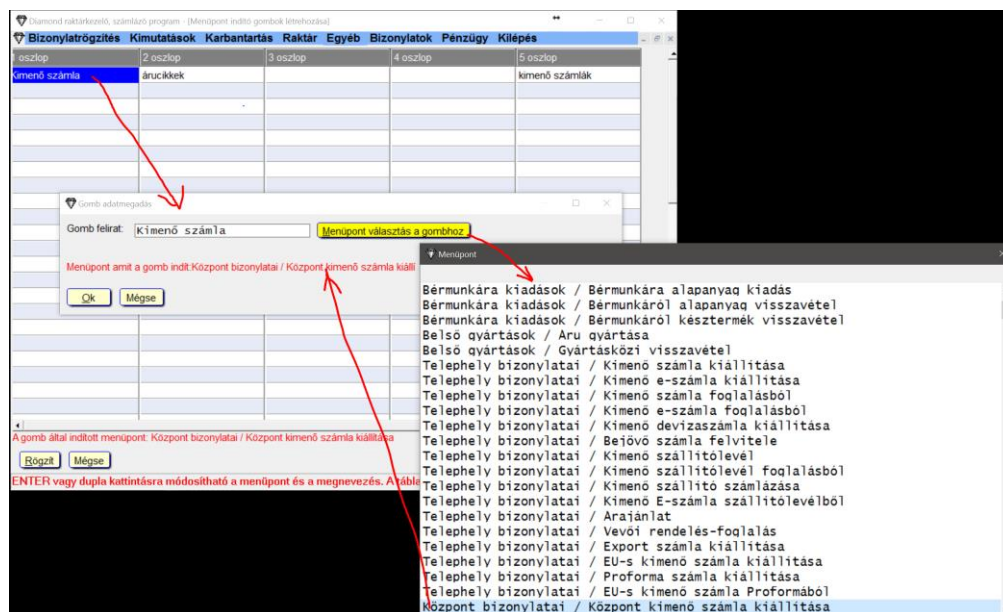 Diamond raktárkezelő, számlázó program - [Menüpont indító gombok létrehozása]
Bizonylatrögzítés Kimutatások Karbantartás Raktár Egyéb Bizonylatok Pénzügy Kilépés
1 oszlop 2 oszlop 3 oszlop 4 oszlop 5 oszlop
Kimenő számla árucikkek kimenő számlák
Gomb adatmegadás
Gomb felirat: Kimenő számla Menüpont választás a gombhoz
Menüpont amit a gomb indít:Központ bizonylatai / Központ kimenő számla kiálli
Ok Mégse
Menüpont
Bérmunkára kiadások / Bérmunkára alapanyag kiadás
Bérmunkára kiadások / Bérmunkáról alapanyag visszavétel
Bérmunkára kiadások / Bérmunkáról késztermék visszavétel
Belső gyártások / Aru gyártása
Belső gyártások / Gyártásközi visszavétel
Telephely bizonylatai / Kimenő számla kiállítása
Telephely bizonylatai / Kimenő e-számla kiállítása
Telephely bizonylatai / Kimenő számla foglalásból
Telephely bizonylatai / Kimenő e-számla foglalásból
Telephely bizonylatai / Kimenő devizaszámla kiállítása
Telephely bizonylatai / Bejövő számla felvitele
Telephely bizonylatai / Kimenő szállítólevél
Telephely bizonylatai / Kimenő szállítólevél foglalásból
Telephely bizonylatai / Kimenő szállító számlázása
Telephely bizonylatai / Kimenő E-számla szállítólevélből
Telephely bizonylatai / Arajánlat
Telephely bizonylatai / Vevői rendelés-foglalás
Telephely bizonylatai / Export számla kiállítása
Telephely bizonylatai / EU-s kimenő számla kiállítása
Telephely bizonylatai / Proforma számla kiállítása
Telephely bizonylatai / EU-s kimenő számla Proformából
Központ bizonylatai / Központ kimenő számla kiállítása
A gomb által indított menüpont: Központ bizonylatai / Központ kimenő számla kiállítása
Rögzít Mégse
ENTER vagy dupla kattintásra módosítható a menüpont és a megnevezés. A tábla